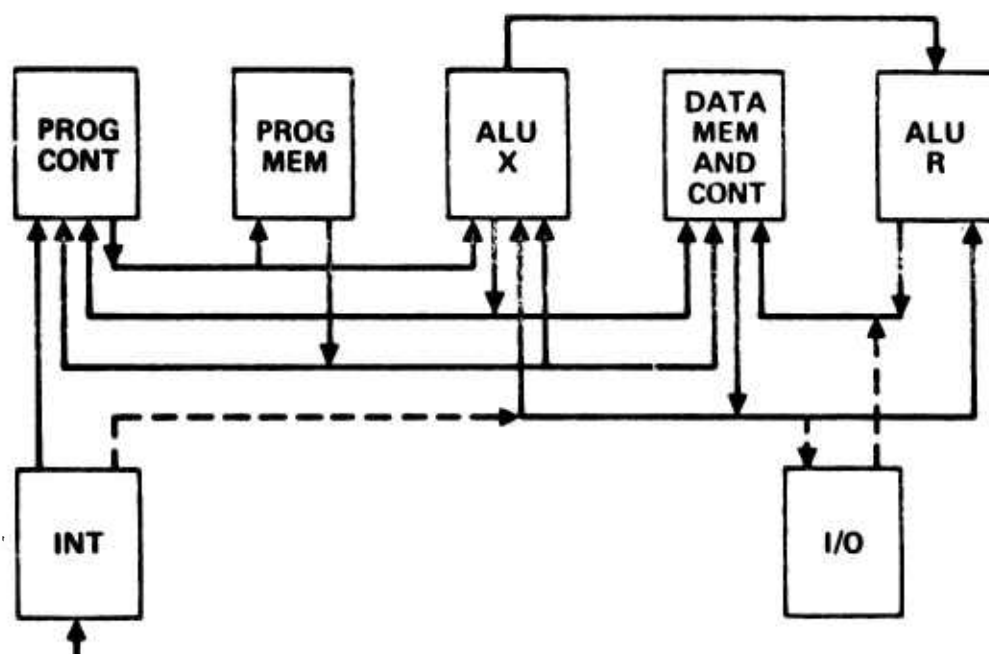 PROG
CONT
PROG
MEM
ALU
X
DATA
MEM
AND
CONT
ALU
R
INT
I/O